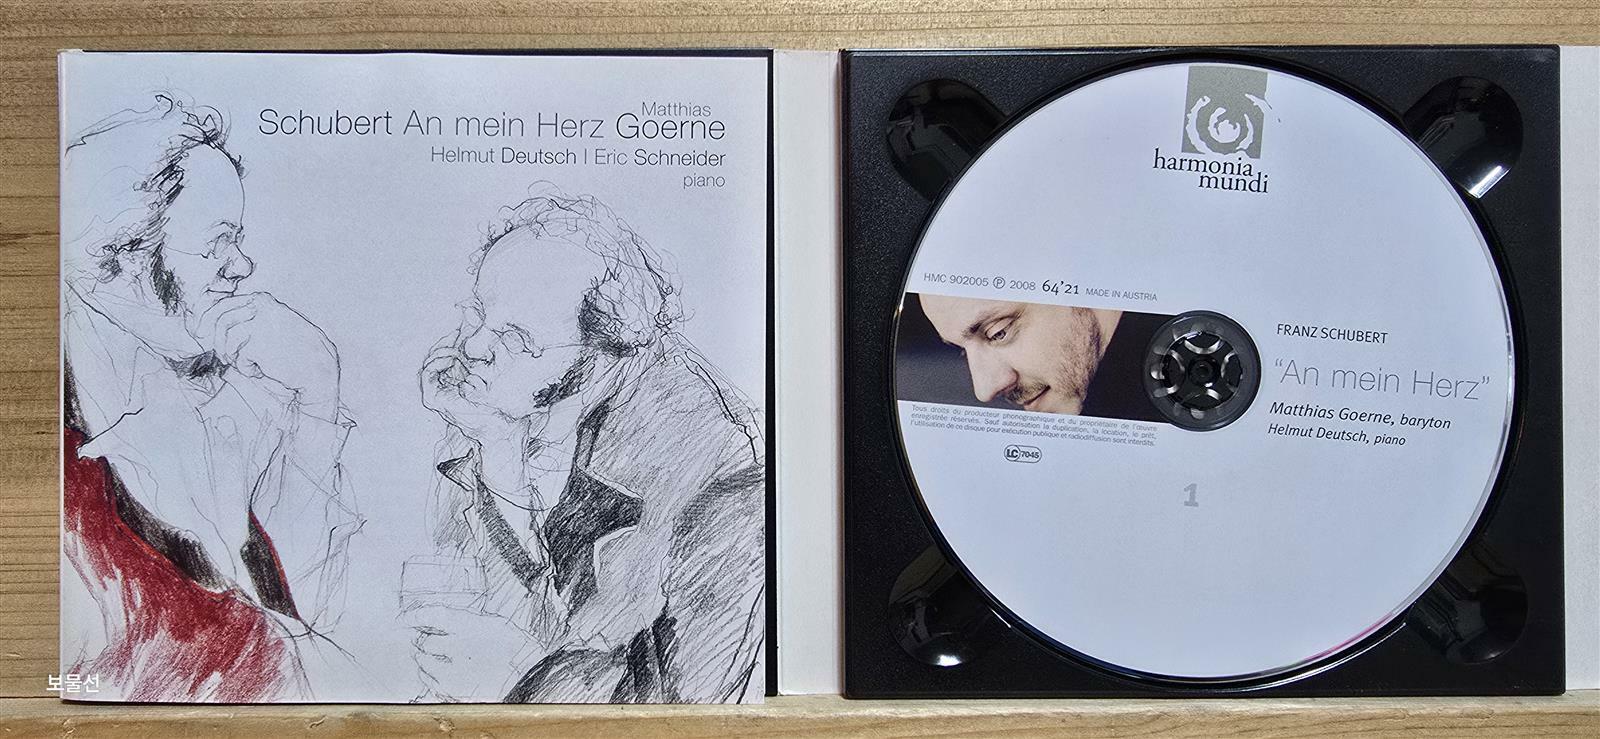 Matthias
Schubert An mein Herz Goerne
Helmut Deutsch | Eric Schneider
piano
보물선
harmonia
mundi
HMC 902005 Ⓟ 2008 64'21 MADE IN AUSTRIA
FRANZ SCHUBERT
“An mein Herz”
Matthias Goerne, baryton
Helmut Deutsch, piano
Tous droits du producteur phonographique et du propriétaire de l'œuvre
enregistrée réservés. Sauf autorisation la duplication, la location, le prêt,
l'utilisation de ce disque pour exécution publique et radiodiffusion sont interdits.
LC 7045
1